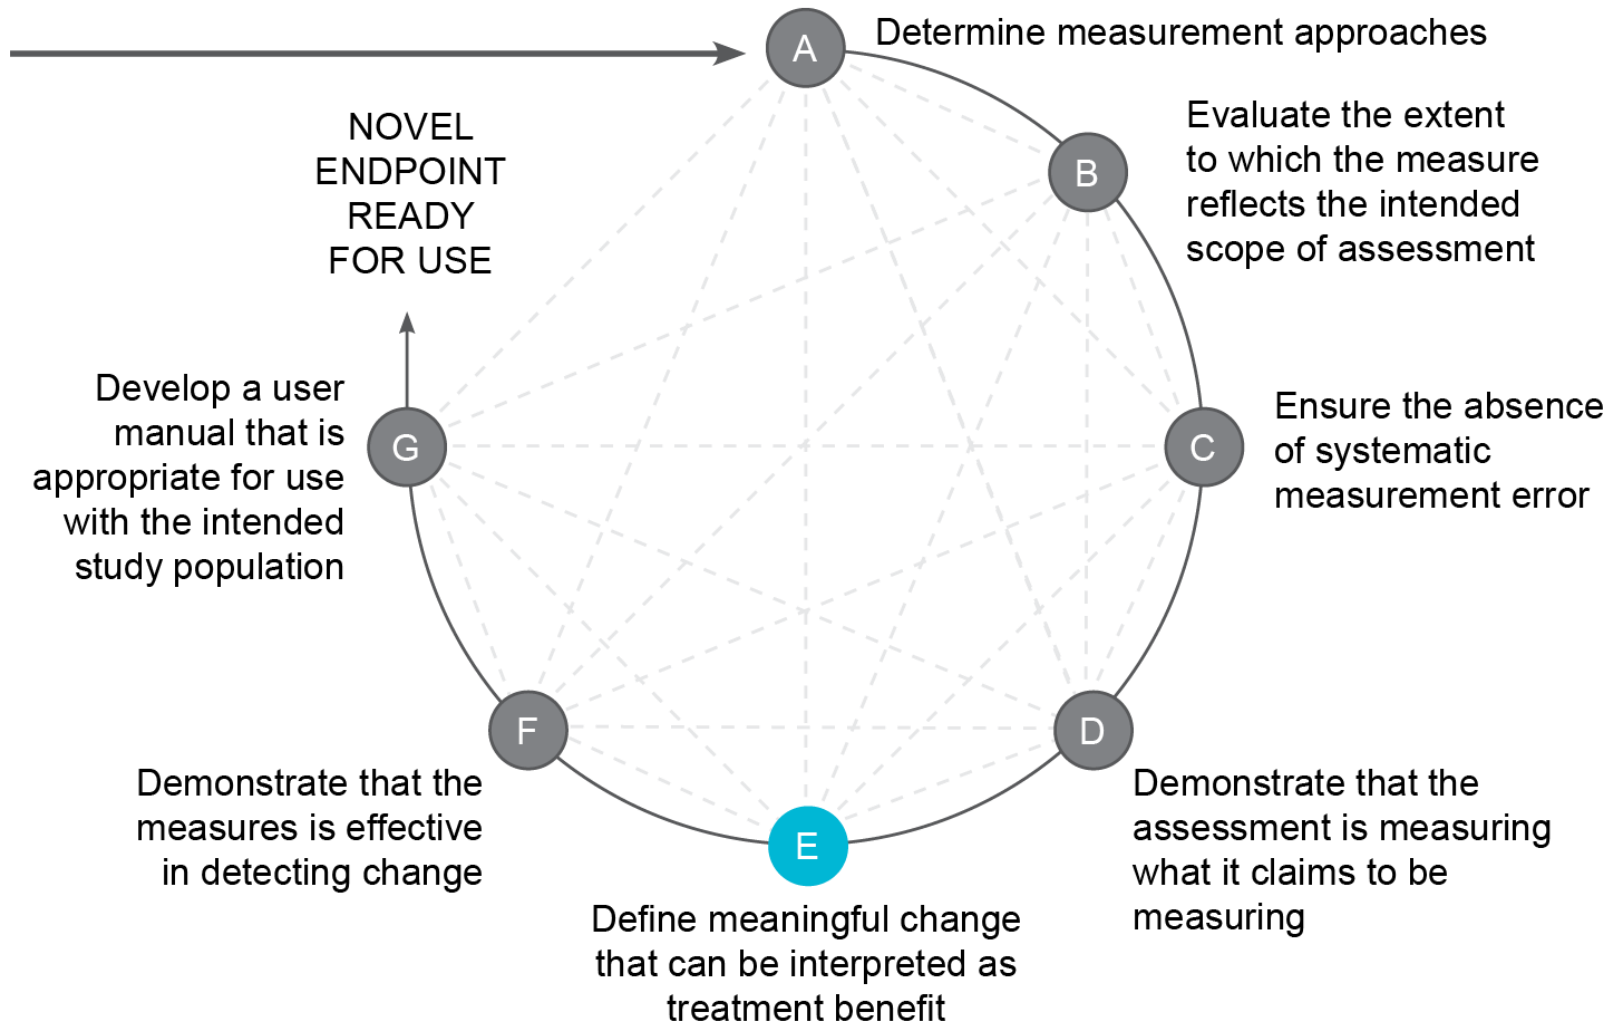 A
Determine measurement approaches
B
Evaluate the extent
to which the measure
reflects the intended
scope of assessment
C
Ensure the absence
of systematic
measurement error
D
Demonstrate that the
assessment is measuring
what it claims to be
measuring
E
Define meaningful change
that can be interpreted as
treatment benefit
F
Demonstrate that the
measures is effective
in detecting change
G
Develop a user
manual that is
appropriate for use
with the intended
study population
NOVEL
ENDPOINT
READY
FOR USE